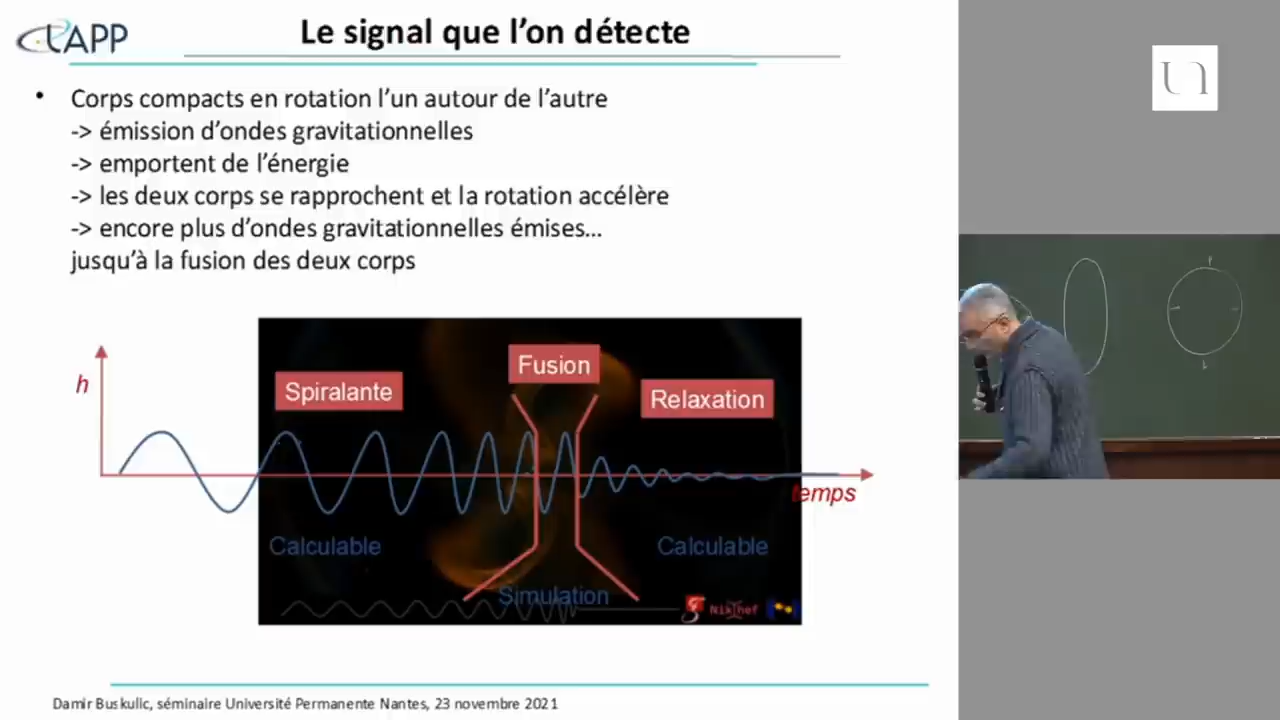 LAPP
Le signal que l'on détecte
• Corps compacts en rotation l'un autour de l'autre
-> émission d'ondes gravitationnelles
-> emportent de l'énergie
-> les deux corps se rapprochent et la rotation accélère
-> encore plus d'ondes gravitationnelles émises...
jusqu'à la fusion des deux corps
h
Spiralante
Fusion
Relaxation
temps
Calculable
Calculable
Simulation
Nikhef
Damir Buskulic, séminaire Université Permanente Nantes, 23 novembre 2021